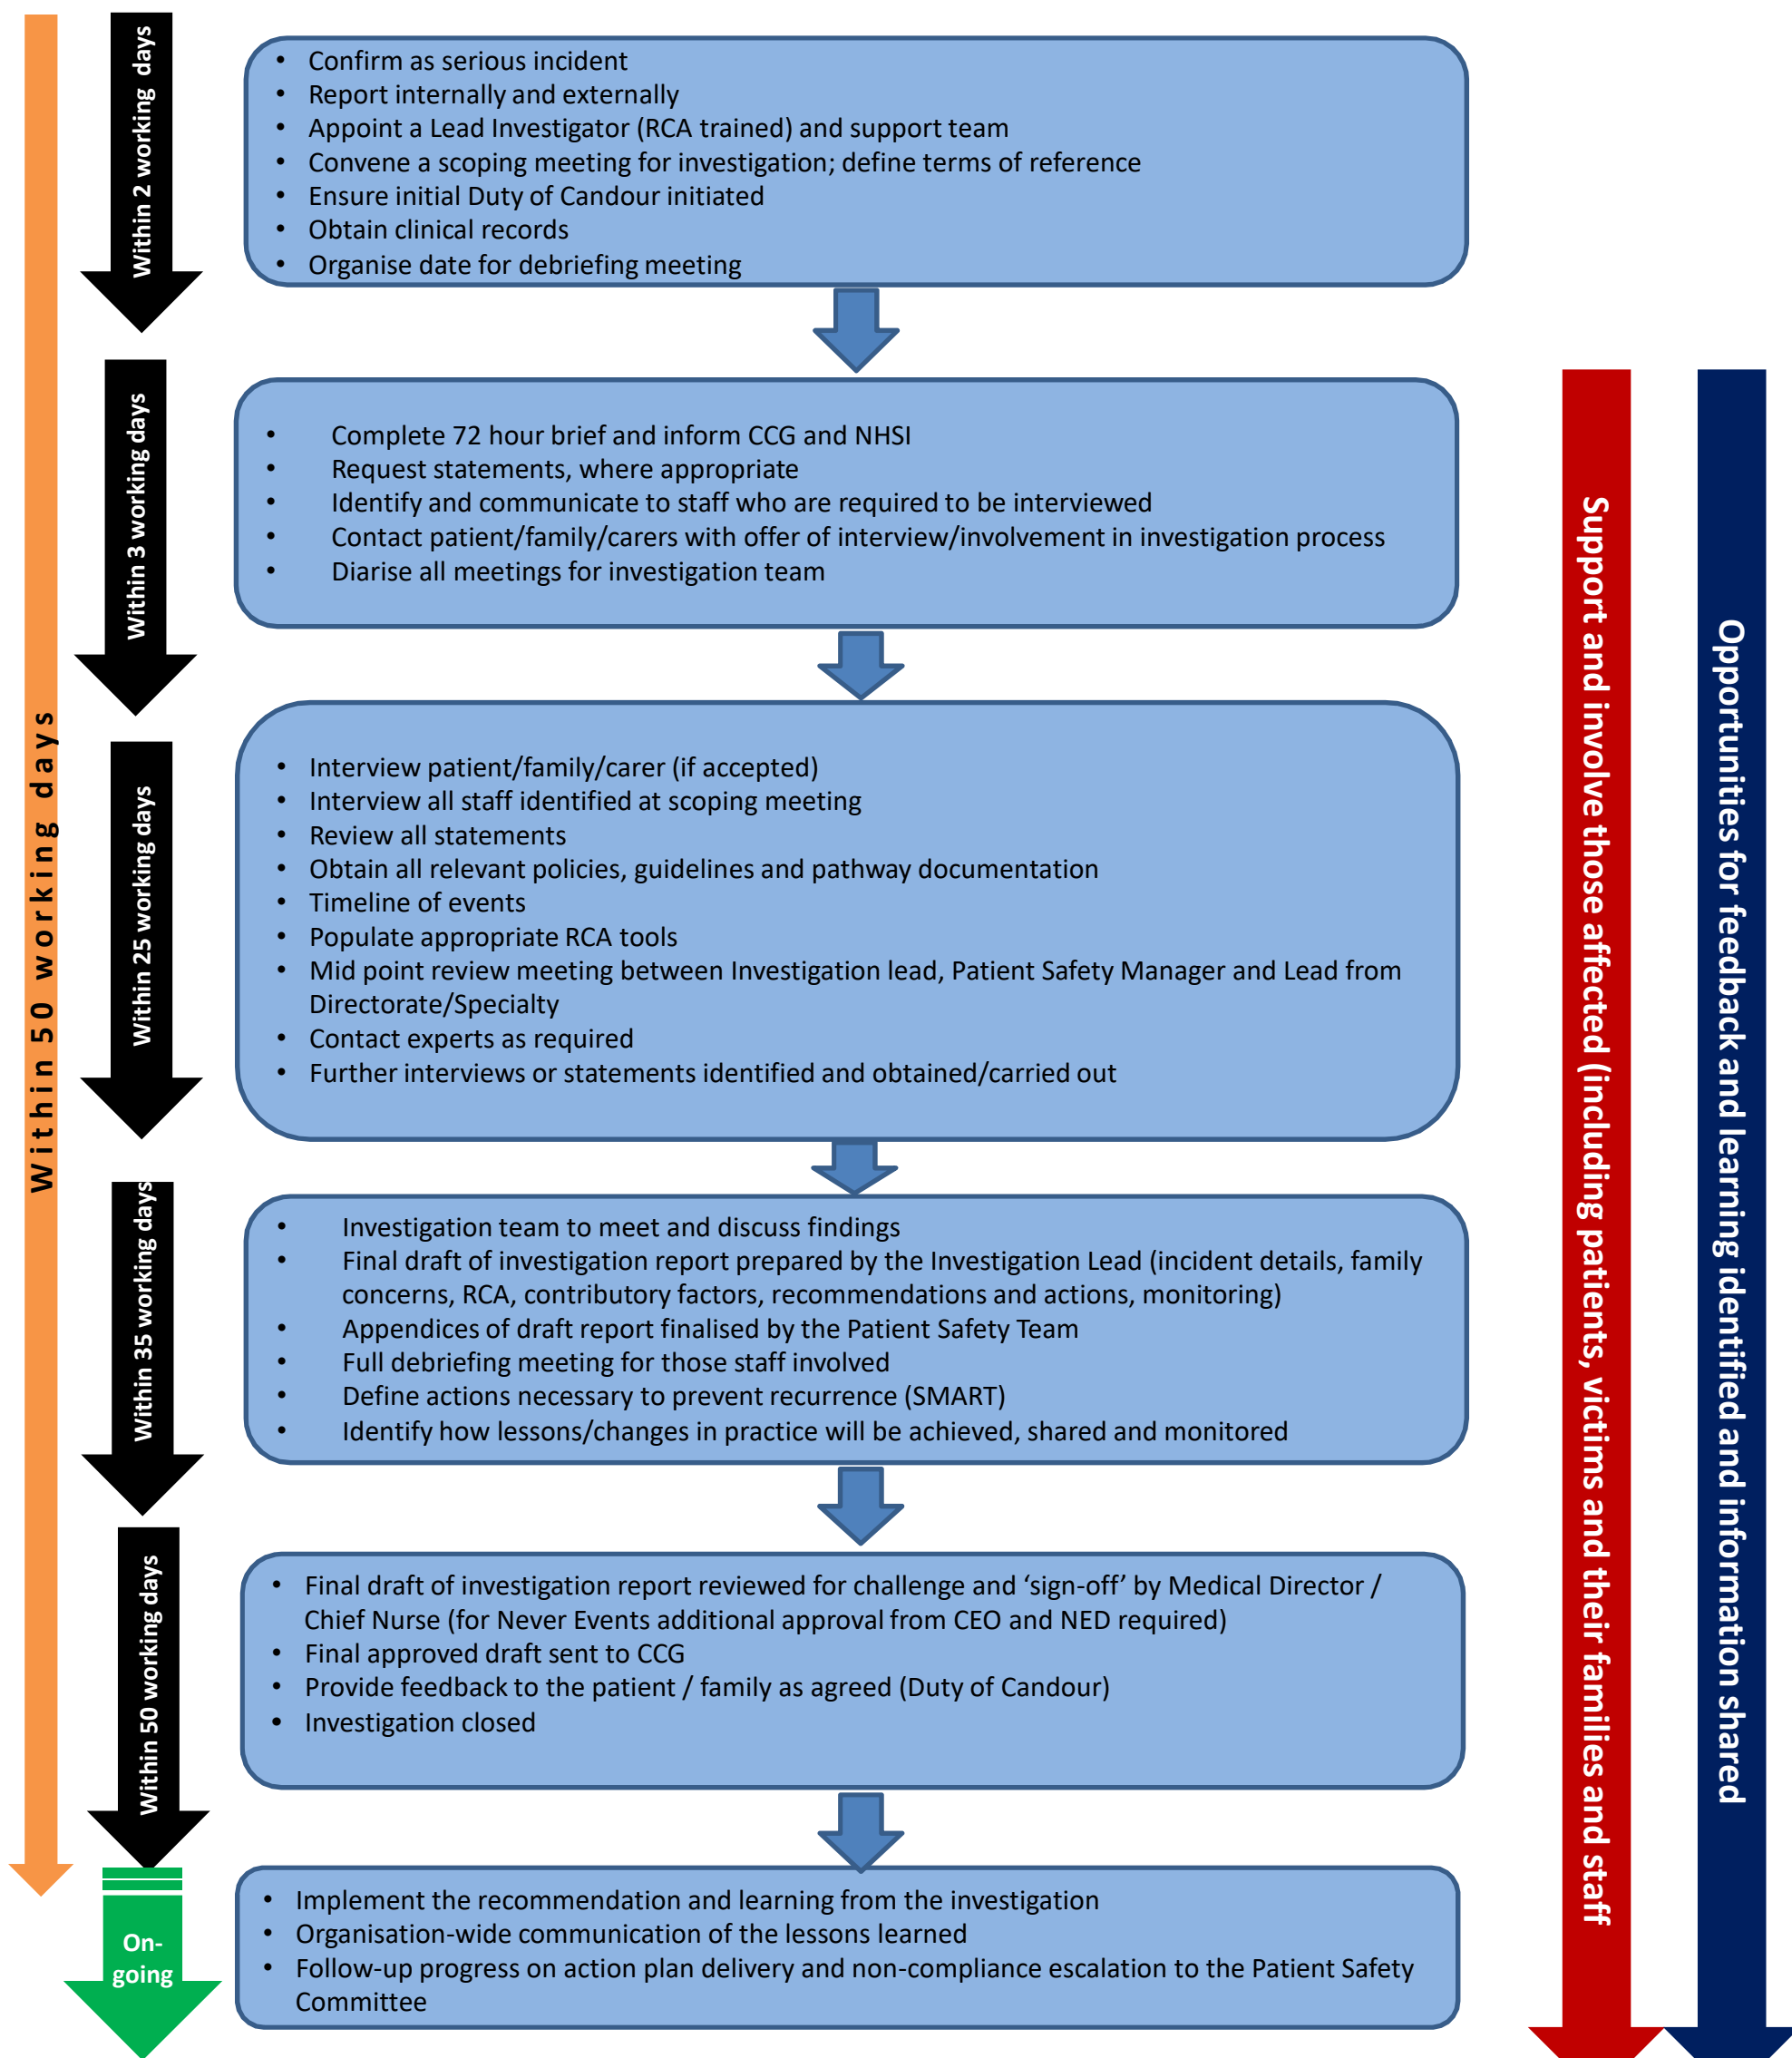 Within 50 working days
Within 2 working days
• Confirm as serious incident
• Report internally and externally
• Appoint a Lead Investigator (RCA trained) and support team
• Convene a scoping meeting for investigation; define terms of reference
• Ensure initial Duty of Candour initiated
• Obtain clinical records
• Organise date for debriefing meeting
Within 3 working days
• Complete 72 hour brief and inform CCG and NHSI
• Request statements, where appropriate
• Identify and communicate to staff who are required to be interviewed
• Contact patient/family/carers with offer of interview/involvement in investigation process
• Diarise all meetings for investigation team
Within 25 working days
• Interview patient/family/carer (if accepted)
• Interview all staff identified at scoping meeting
• Review all statements
• Obtain all relevant policies, guidelines and pathway documentation
• Timeline of events
• Populate appropriate RCA tools
• Mid point review meeting between Investigation lead, Patient Safety Manager and Lead from
Directorate/Specialty
• Contact experts as required
• Further interviews or statements identified and obtained/carried out
Within 35 working days
• Investigation team to meet and discuss findings
• Final draft of investigation report prepared by the Investigation Lead (incident details, family
concerns, RCA, contributory factors, recommendations and actions, monitoring)
• Appendices of draft report finalised by the Patient Safety Team
• Full debriefing meeting for those staff involved
• Define actions necessary to prevent recurrence (SMART)
• Identify how lessons/changes in practice will be achieved, shared and monitored
Within 50 working days
• Final draft of investigation report reviewed for challenge and ‘sign-off’ by Medical Director /
Chief Nurse (for Never Events additional approval from CEO and NED required)
• Final approved draft sent to CCG
• Provide feedback to the patient / family as agreed (Duty of Candour)
• Investigation closed
On-
going
• Implement the recommendation and learning from the investigation
• Organisation-wide communication of the lessons learned
• Follow-up progress on action plan delivery and non-compliance escalation to the Patient Safety
Committee
Support and involve those affected (including patients, victims and their families and staff
Opportunities for feedback and learning identified and information shared